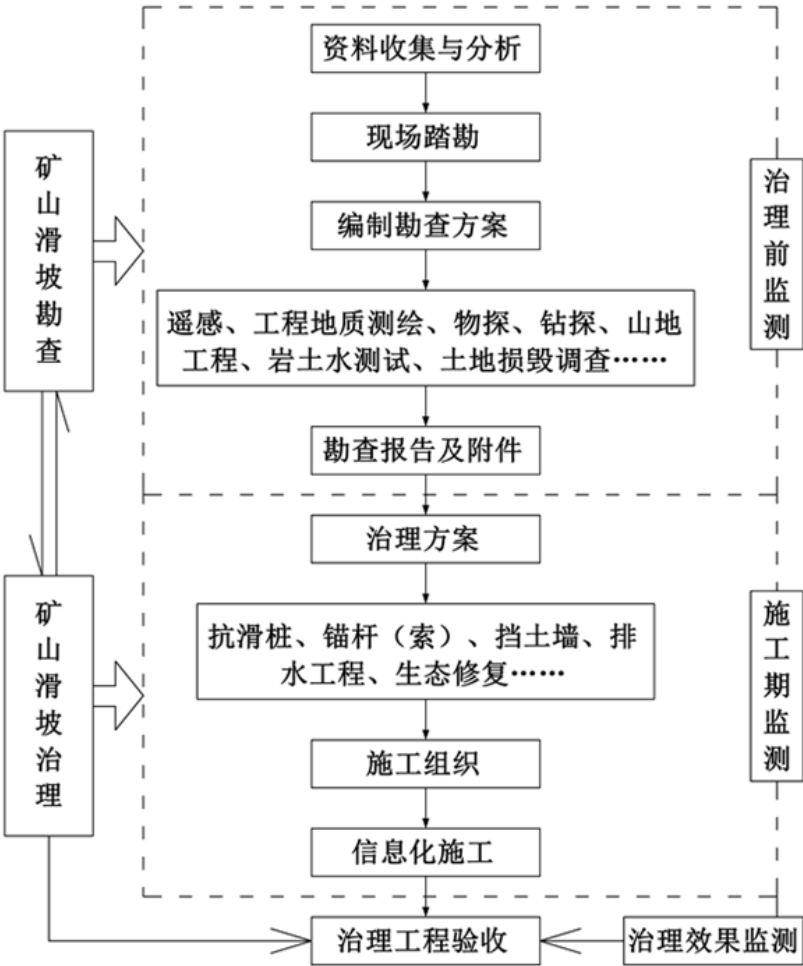 资料收集与分析
现场踏勘
编制勘查方案
遥感、工程地质测绘、物探、钻探、山地
工程、岩土水测试、土地损毁调查……
勘查报告及附件
矿山滑坡勘查
治理前监测
治理方案
抗滑桩、锚杆（索）、挡土墙、排
水工程、生态修复……
施工组织
信息化施工
矿山滑坡治理
施工期监测
治理工程验收
治理效果监测